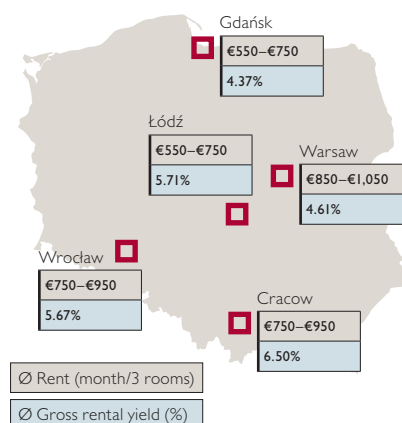 Gdańsk
€550–€750
4.37%
Łódź
€550–€750
5.71%
Warsaw
€850–€1,050
4.61%
Wrocław
€750–€950
5.67%
Cracow
€750–€950
6.50%
Ø Rent (month/3 rooms)
Ø Gross rental yield (%)